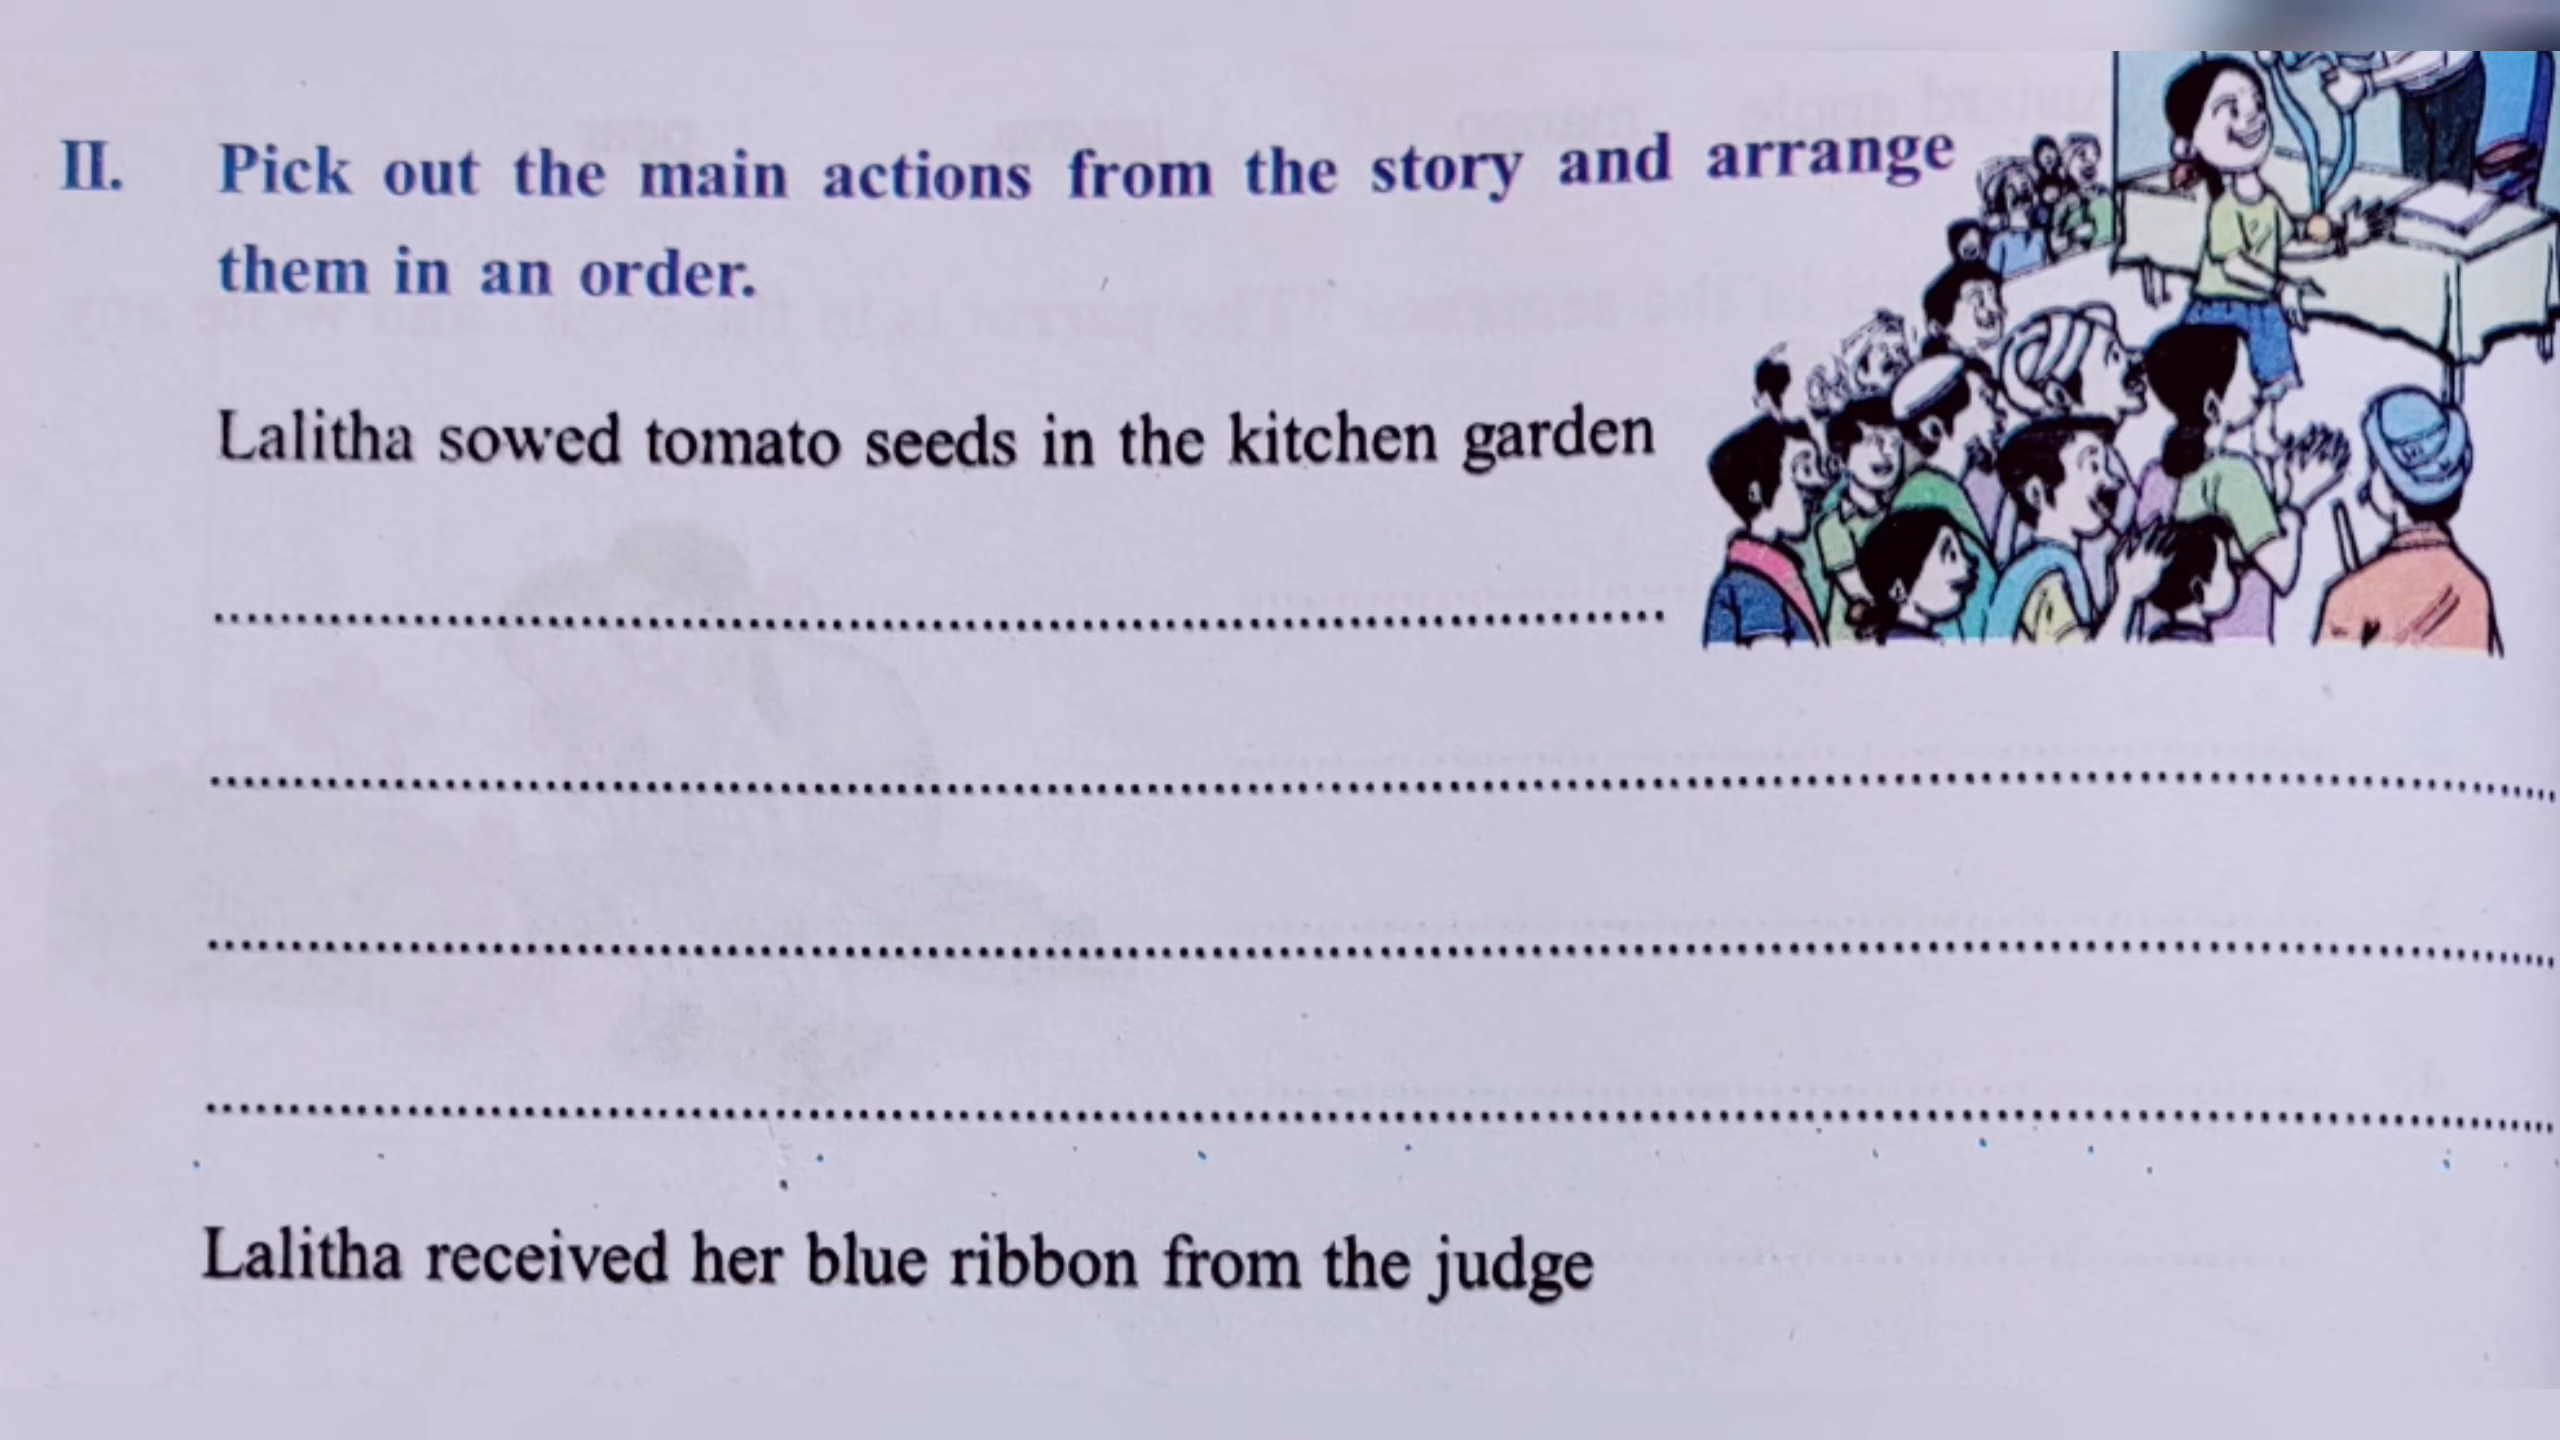 II. Pick out the main actions from the story and arrange
them in an order.
Lalitha sowed tomato seeds in the kitchen garden
Lalitha received her blue ribbon from the judge